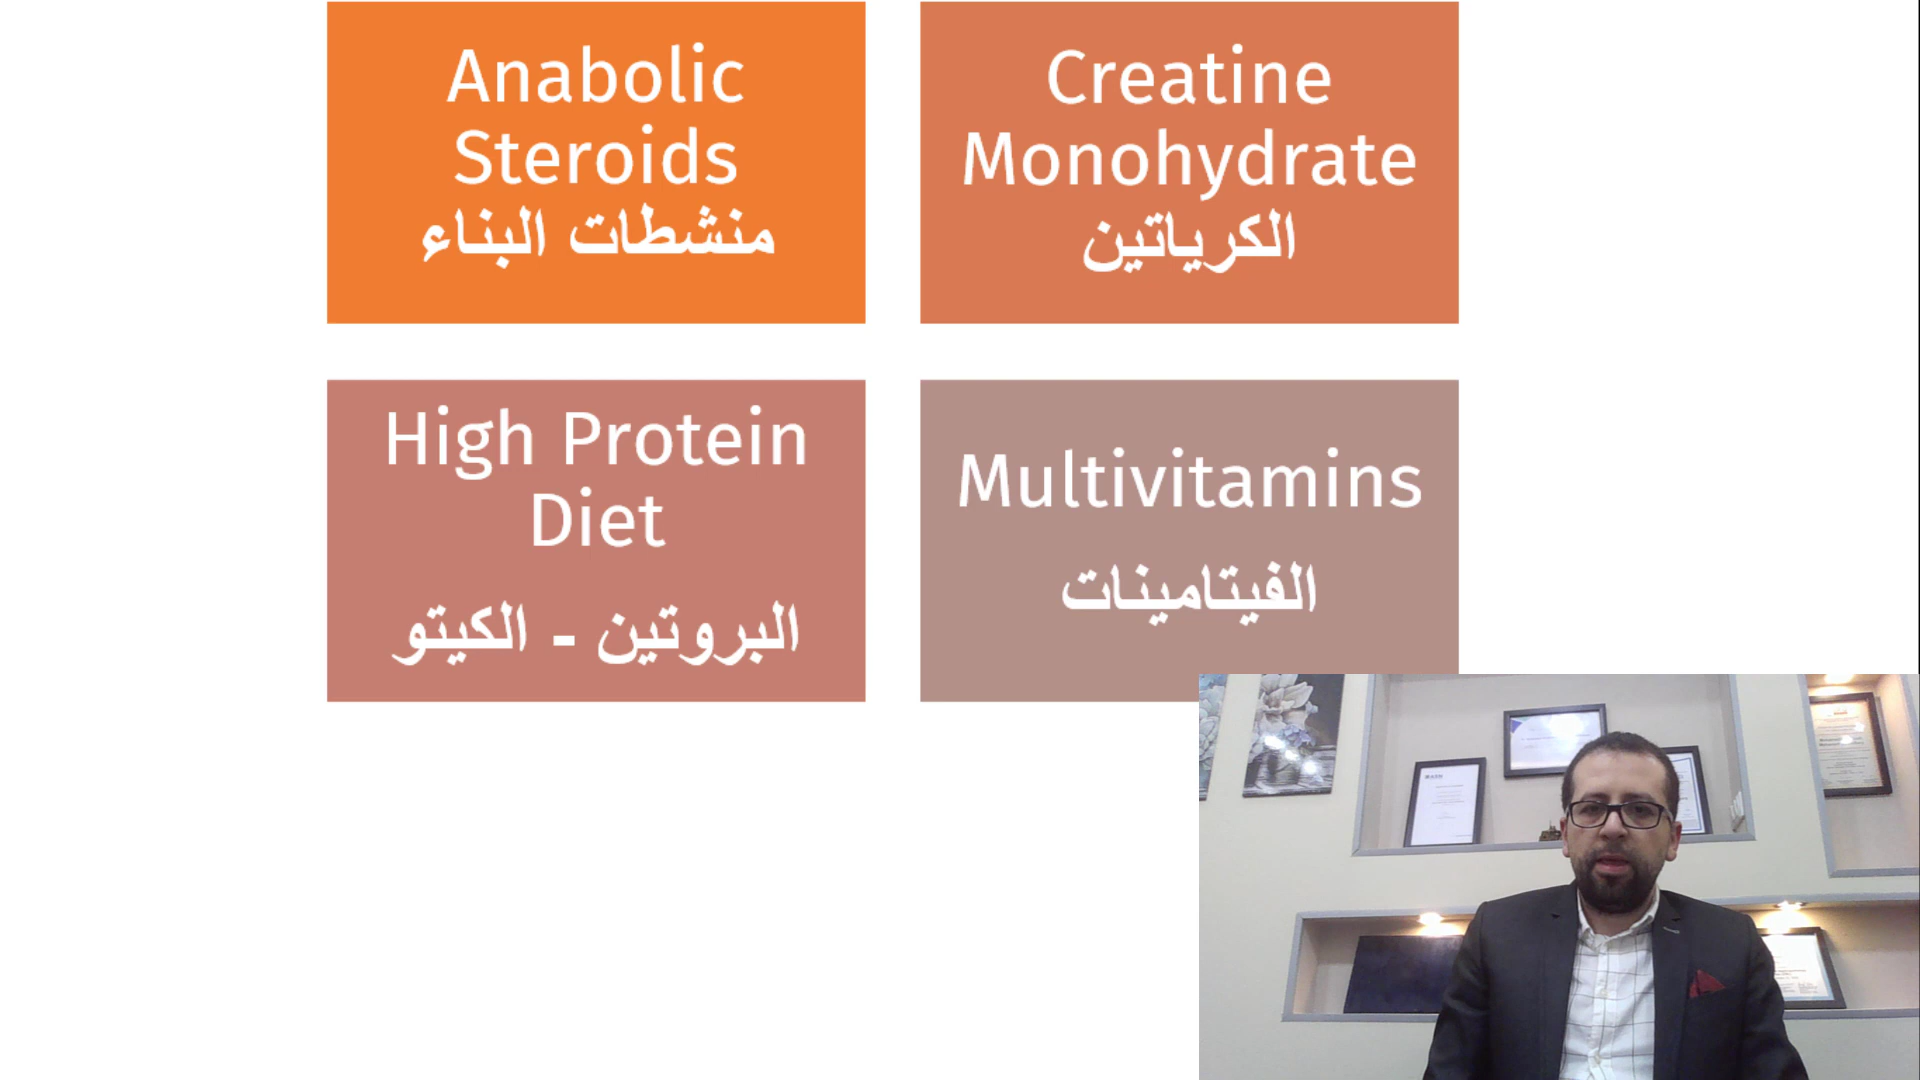 Anabolic
Steroids
منشطات البناء
Creatine
Monohydrate
الكرياتين
High Protein
Diet
البروتين - الكيتو
Multivitamins
الفيتامينات